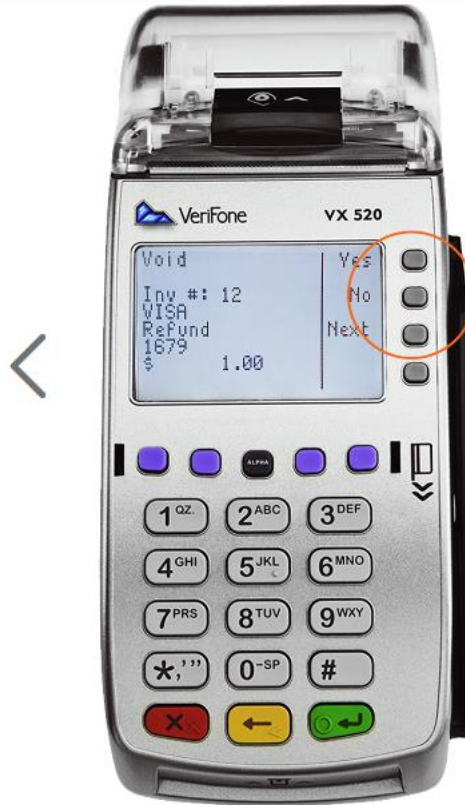 VeriFone VX 520
Void Yes
Inv #: 12 No
VISA
Refund Next
1679
$ 1.00
ALPHA
1 QZ. 2 ABC 3 DEF
4 GHI 5 JKL 6 MNO
7 PRS 8 TUV 9 WXY
*,'" 0 -SP #